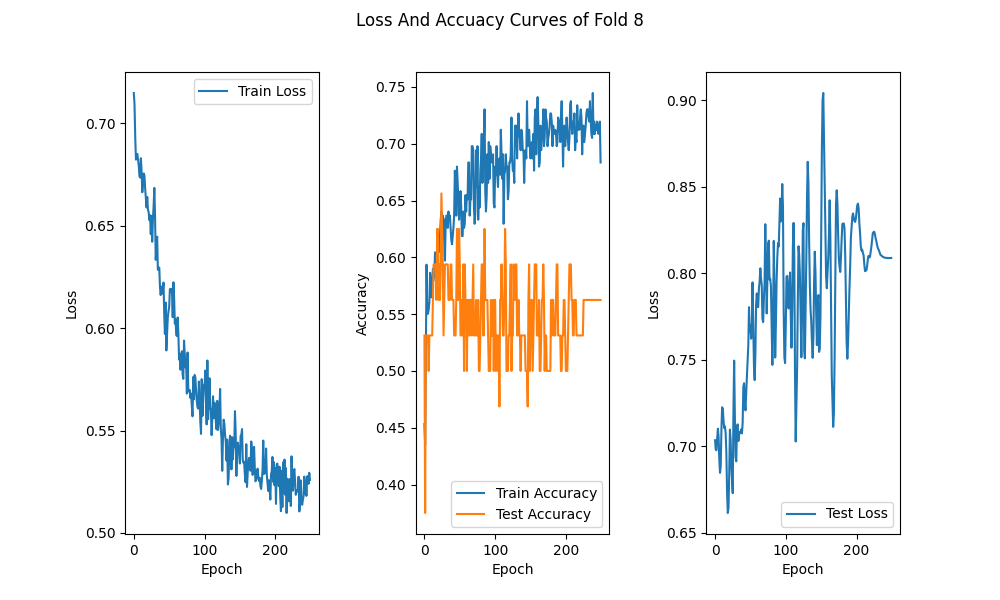 Loss And Accuacy Curves of Fold 8
Train Loss
0.70
0.65
0.60
0.55
0.50
Loss
0
100
200
Epoch
0.75
0.70
0.65
0.60
0.55
0.50
0.45
0.40
Accuracy
Train Accuracy
Test Accuracy
0
100
200
Epoch
0.90
0.85
0.80
0.75
0.70
0.65
Loss
Test Loss
0
100
200
Epoch